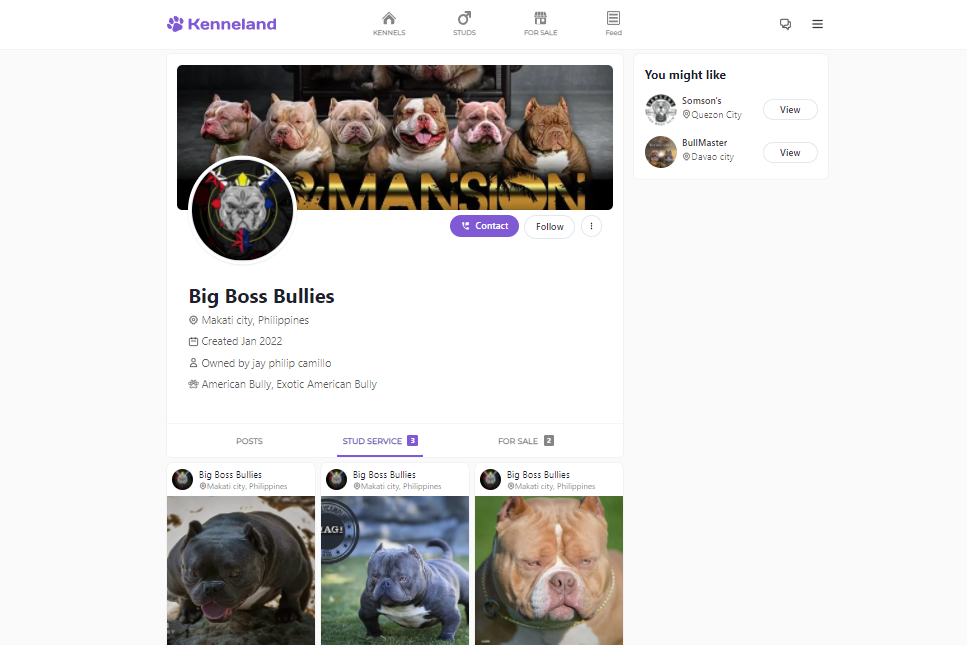 Kenneland
KENNELS
STUDS
FOR SALE
Feed
& MANSION
Contact
Follow
Big Boss Bullies
Makati city, Philippines
Created Jan 2022
Owned by jay philip camillo
American Bully, Exotic American Bully
POSTS
STUD SERVICE 3
FOR SALE 2
Big Boss Bullies
Makati city, Philippines
Big Boss Bullies
Makati city, Philippines
AG!
Big Boss Bullies
Makati city, Philippines
You might like
Somson's
Quezon City
View
BullMaster
Davao city
View